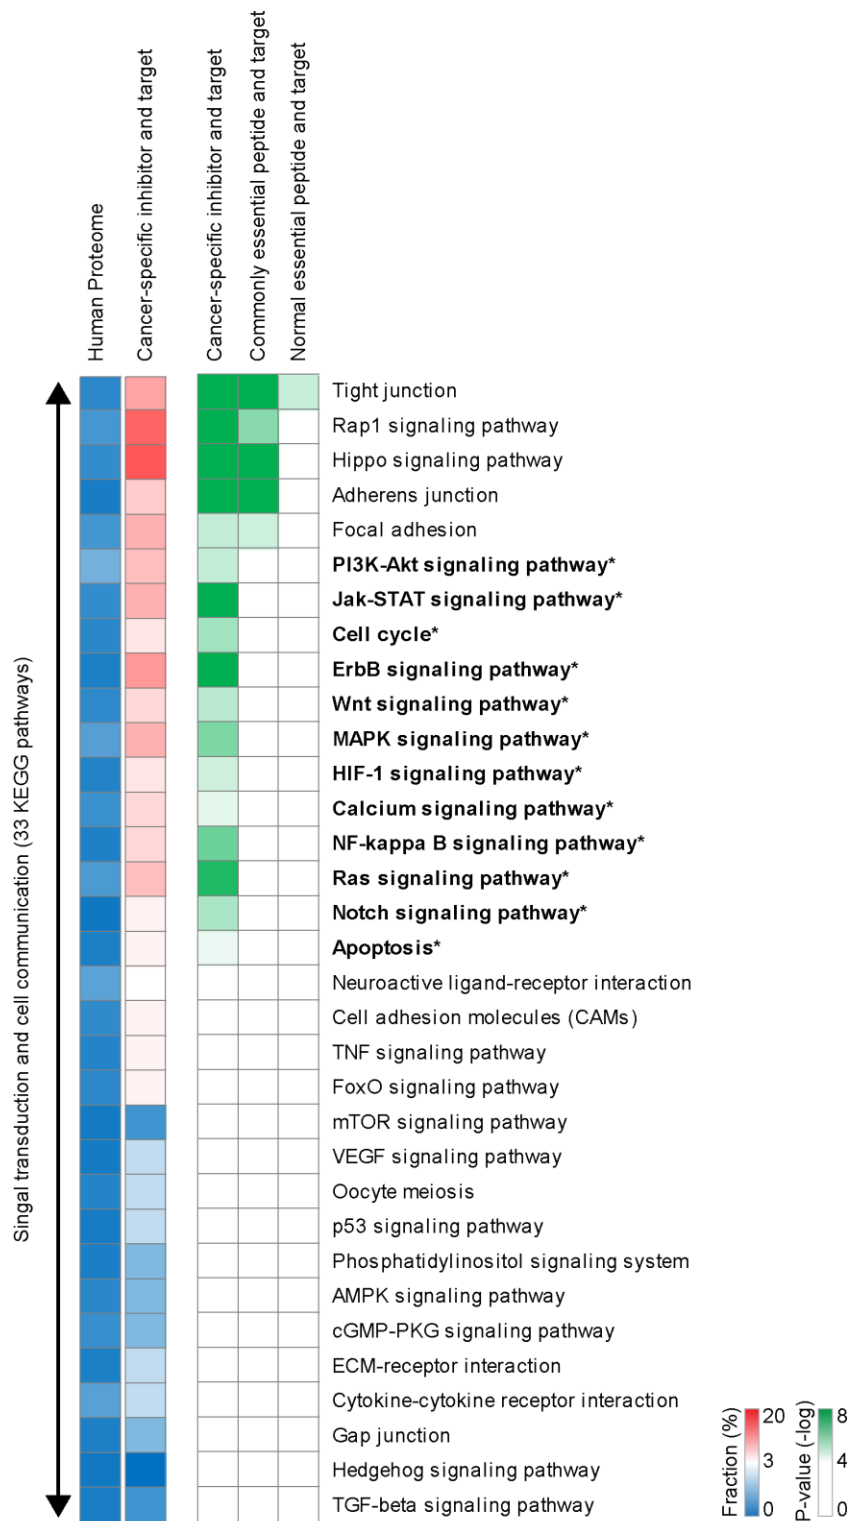 Human Proteome
Cancer-specific inhibitor and target
Cancer-specific inhibitor and target
Commonly essential peptide and target
Normal essential peptide and target
Singal transduction and cell communication (33 KEGG pathways)
Tight junction
Rap1 signaling pathway
Hippo signaling pathway
Adherens junction
Focal adhesion
PI3K-Akt signaling pathway*
Jak-STAT signaling pathway*
Cell cycle*
ErbB signaling pathway*
Wnt signaling pathway*
MAPK signaling pathway*
HIF-1 signaling pathway*
Calcium signaling pathway*
NF-kappa B signaling pathway*
Ras signaling pathway*
Notch signaling pathway*
Apoptosis*
Neuroactive ligand-receptor interaction
Cell adhesion molecules (CAMs)
TNF signaling pathway
FoxO signaling pathway
mTOR signaling pathway
VEGF signaling pathway
Oocyte meiosis
p53 signaling pathway
Phosphatidylinositol signaling system
AMPK signaling pathway
cGMP-PKG signaling pathway
ECM-receptor interaction
Cytokine-cytokine receptor interaction
Gap junction
Hedgehog signaling pathway
TGF-beta signaling pathway
Fraction (%)
20
3
0
P-value (-log)
8
4
0